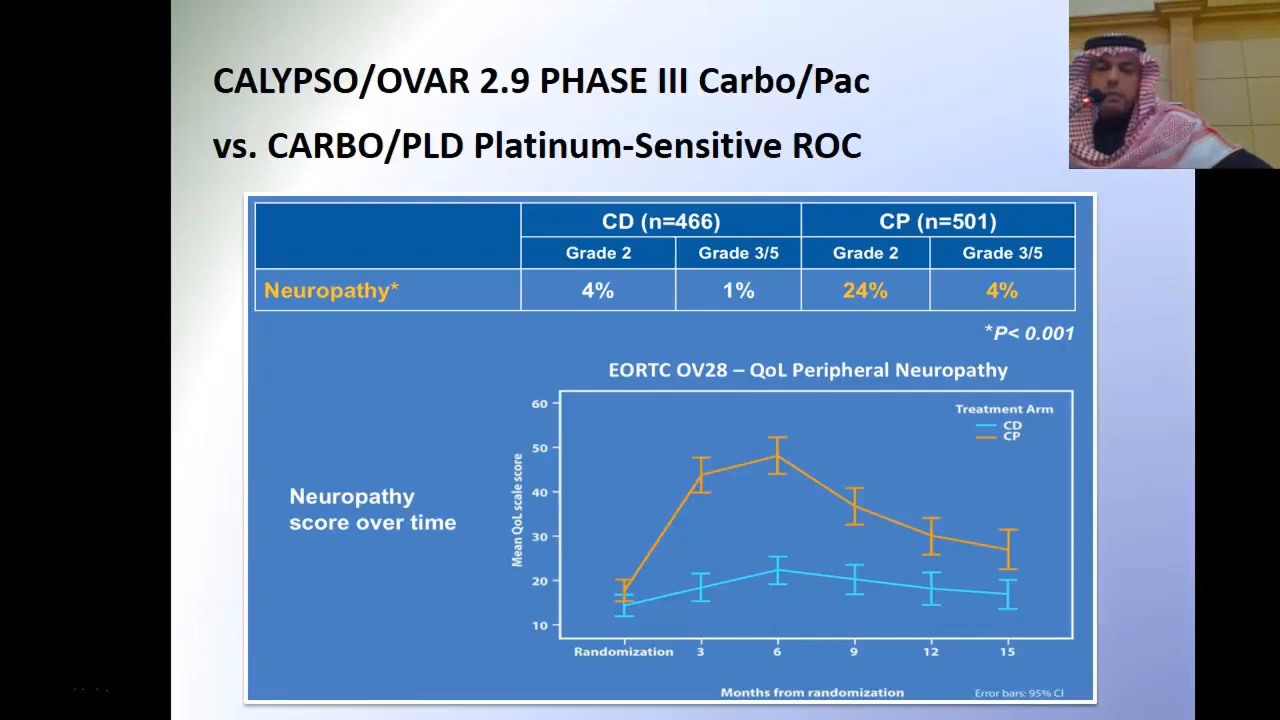 CALYPSO/OVAR 2.9 PHASE III Carbo/Pac
vs. CARBO/PLD Platinum-Sensitive ROC
CD (n=466) CP (n=501)
Grade 2 Grade 3/5 Grade 2 Grade 3/5
Neuropathy* 4% 1% 24% 4%
*P< 0.001
EORTC OV28 – QoL Peripheral Neuropathy
Treatment Arm
CD
CP
Mean QoL scale score
60
50
40
30
20
10
Neuropathy
score over time
Randomization 3 6 9 12 15
Months from randomization
Error bars: 95% CI